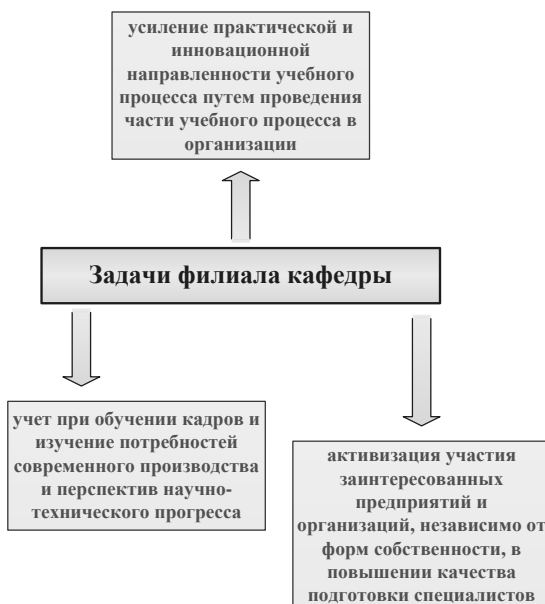 усиление практической и
инновационной
направленности учебного
процесса путем проведения
части учебного процесса в
организации
Задачи филиала кафедры
учет при обучении кадров и
изучение потребностей
современного производства
и перспектив научно-
технического прогресса
активизация участия
заинтересованных
предприятий и
организаций, независимо от
форм собственности, в
повышении качества
подготовки специалистов